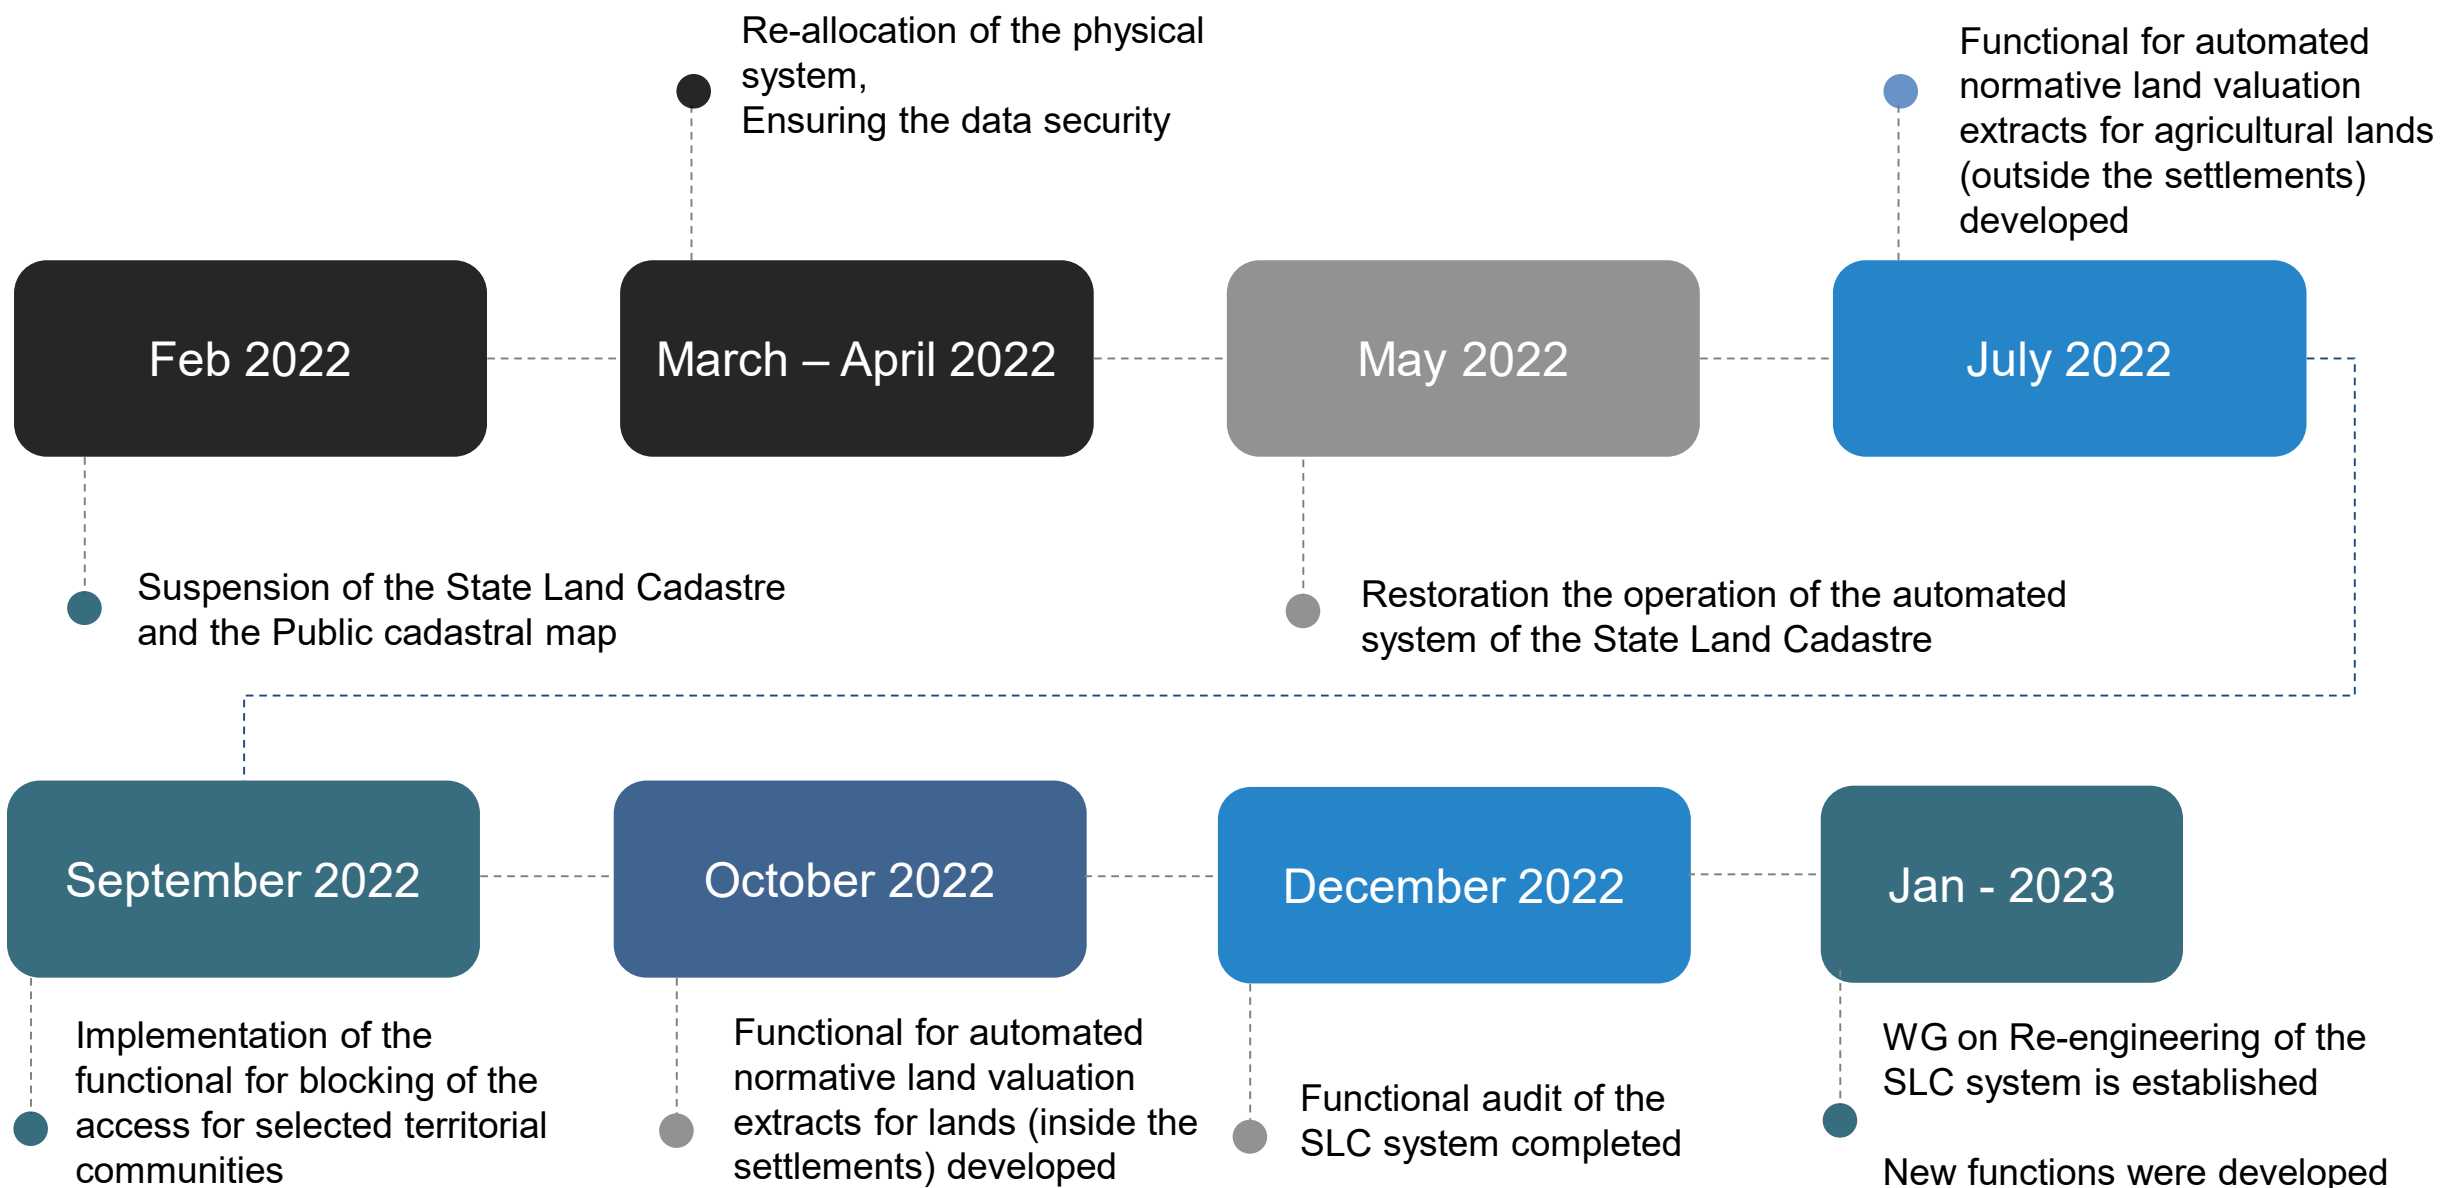 Re-allocation of the physical
system,
Ensuring the data security
Functional for automated
normative land valuation
extracts for agricultural lands
(outside the settlements)
developed
Feb 2022
March – April 2022
May 2022
July 2022
Suspension of the State Land Cadastre
and the Public cadastral map
Restoration the operation of the automated
system of the State Land Cadastre
September 2022
October 2022
December 2022
Jan - 2023
Implementation of the
functional for blocking of the
access for selected territorial
communities
Functional for automated
normative land valuation
extracts for lands (inside the
settlements) developed
Functional audit of the
SLC system completed
WG on Re-engineering of the
SLC system is established
New functions were developed